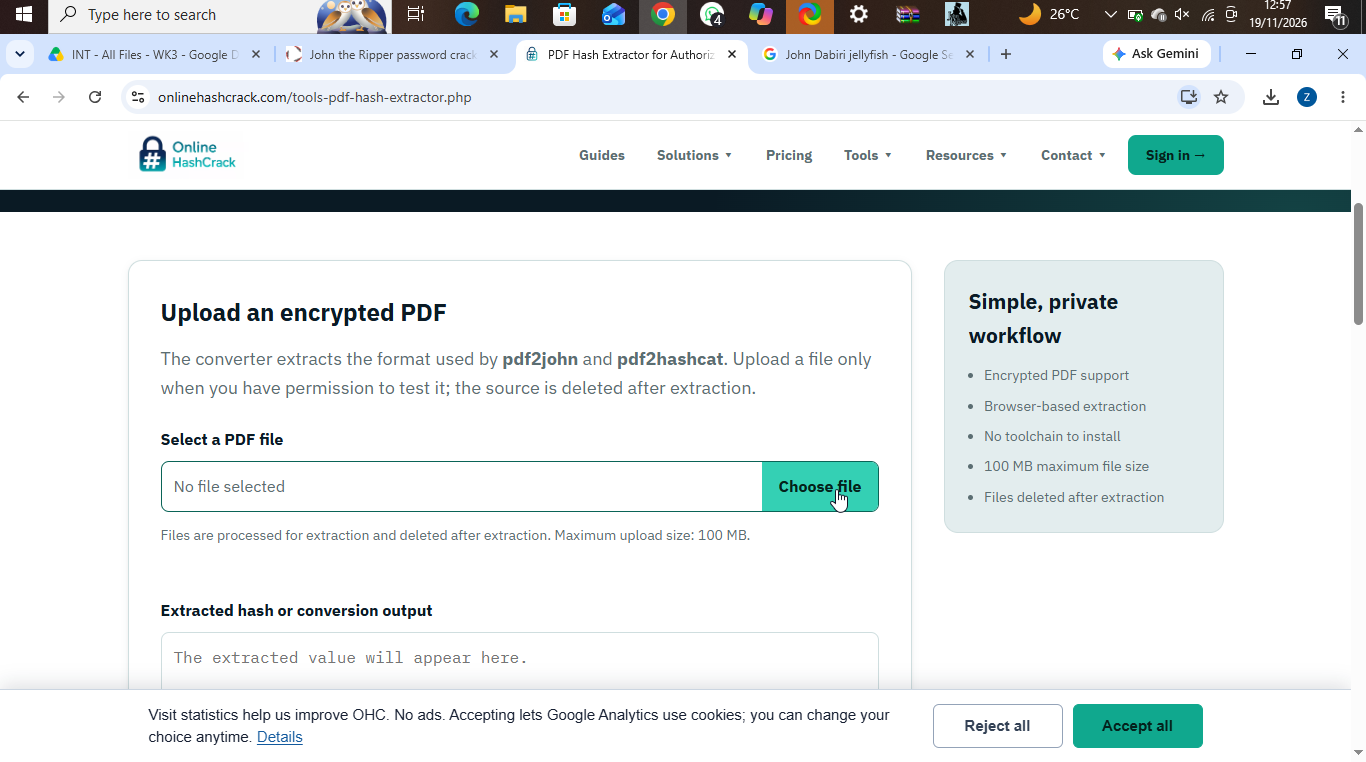 Type here to search
4
26°C
12:57
19/11/2026
11
INT - All Files - WK3 - Google D
John the Ripper password crack
PDF Hash Extractor for Authoriz
John Dabiri jellyfish - Google Se
Ask Gemini
onlinehashcrack.com/tools-pdf-hash-extractor.php
Z
Online
HashCrack
#
Guides
Solutions
Pricing
Tools
Resources
Contact
Sign in →
Upload an encrypted PDF
The converter extracts the format used by pdf2john and pdf2hashcat. Upload a file only
when you have permission to test it; the source is deleted after extraction.
Select a PDF file
No file selected
Choose file
Files are processed for extraction and deleted after extraction. Maximum upload size: 100 MB.
Extracted hash or conversion output
The extracted value will appear here.
Simple, private
workflow
• Encrypted PDF support
• Browser-based extraction
• No toolchain to install
• 100 MB maximum file size
• Files deleted after extraction
Visit statistics help us improve OHC. No ads. Accepting lets Google Analytics use cookies; you can change your
choice anytime. Details
Reject all
Accept all